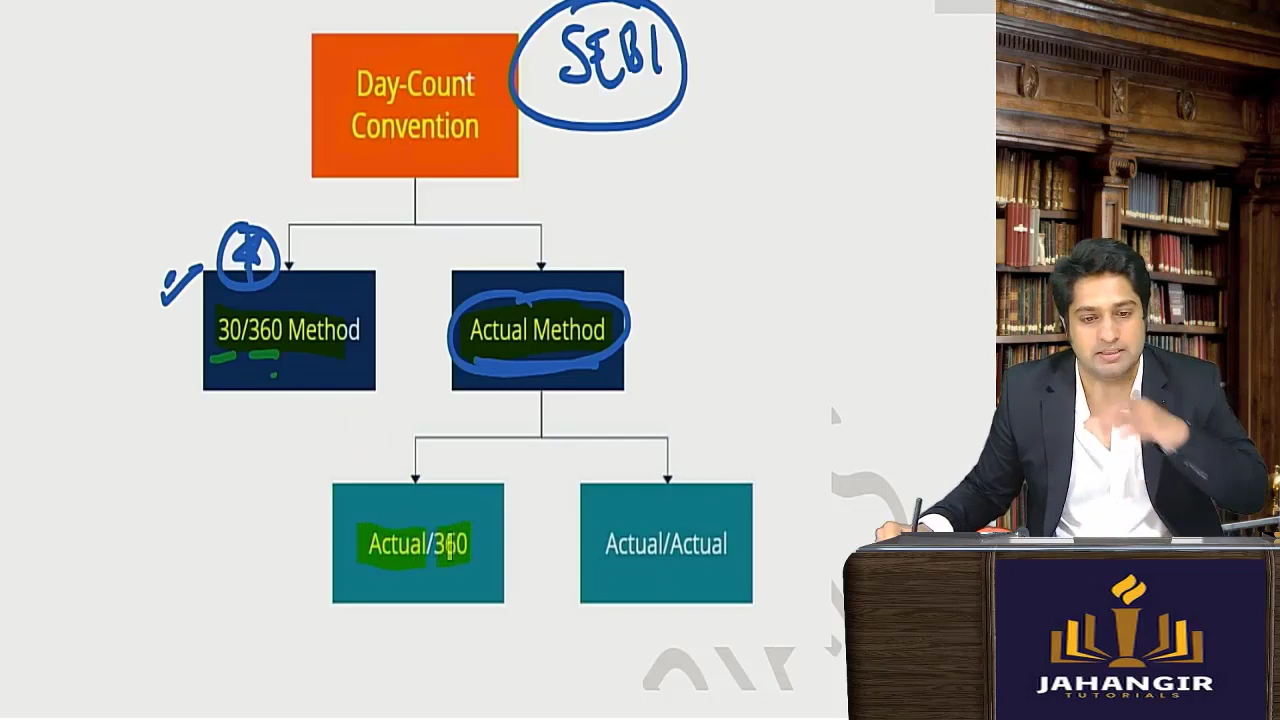 Day-Count
Convention
SEBI
30/360 Method
Actual Method
Actual/360
Actual/Actual
JAHANGIR
TUTORIALS